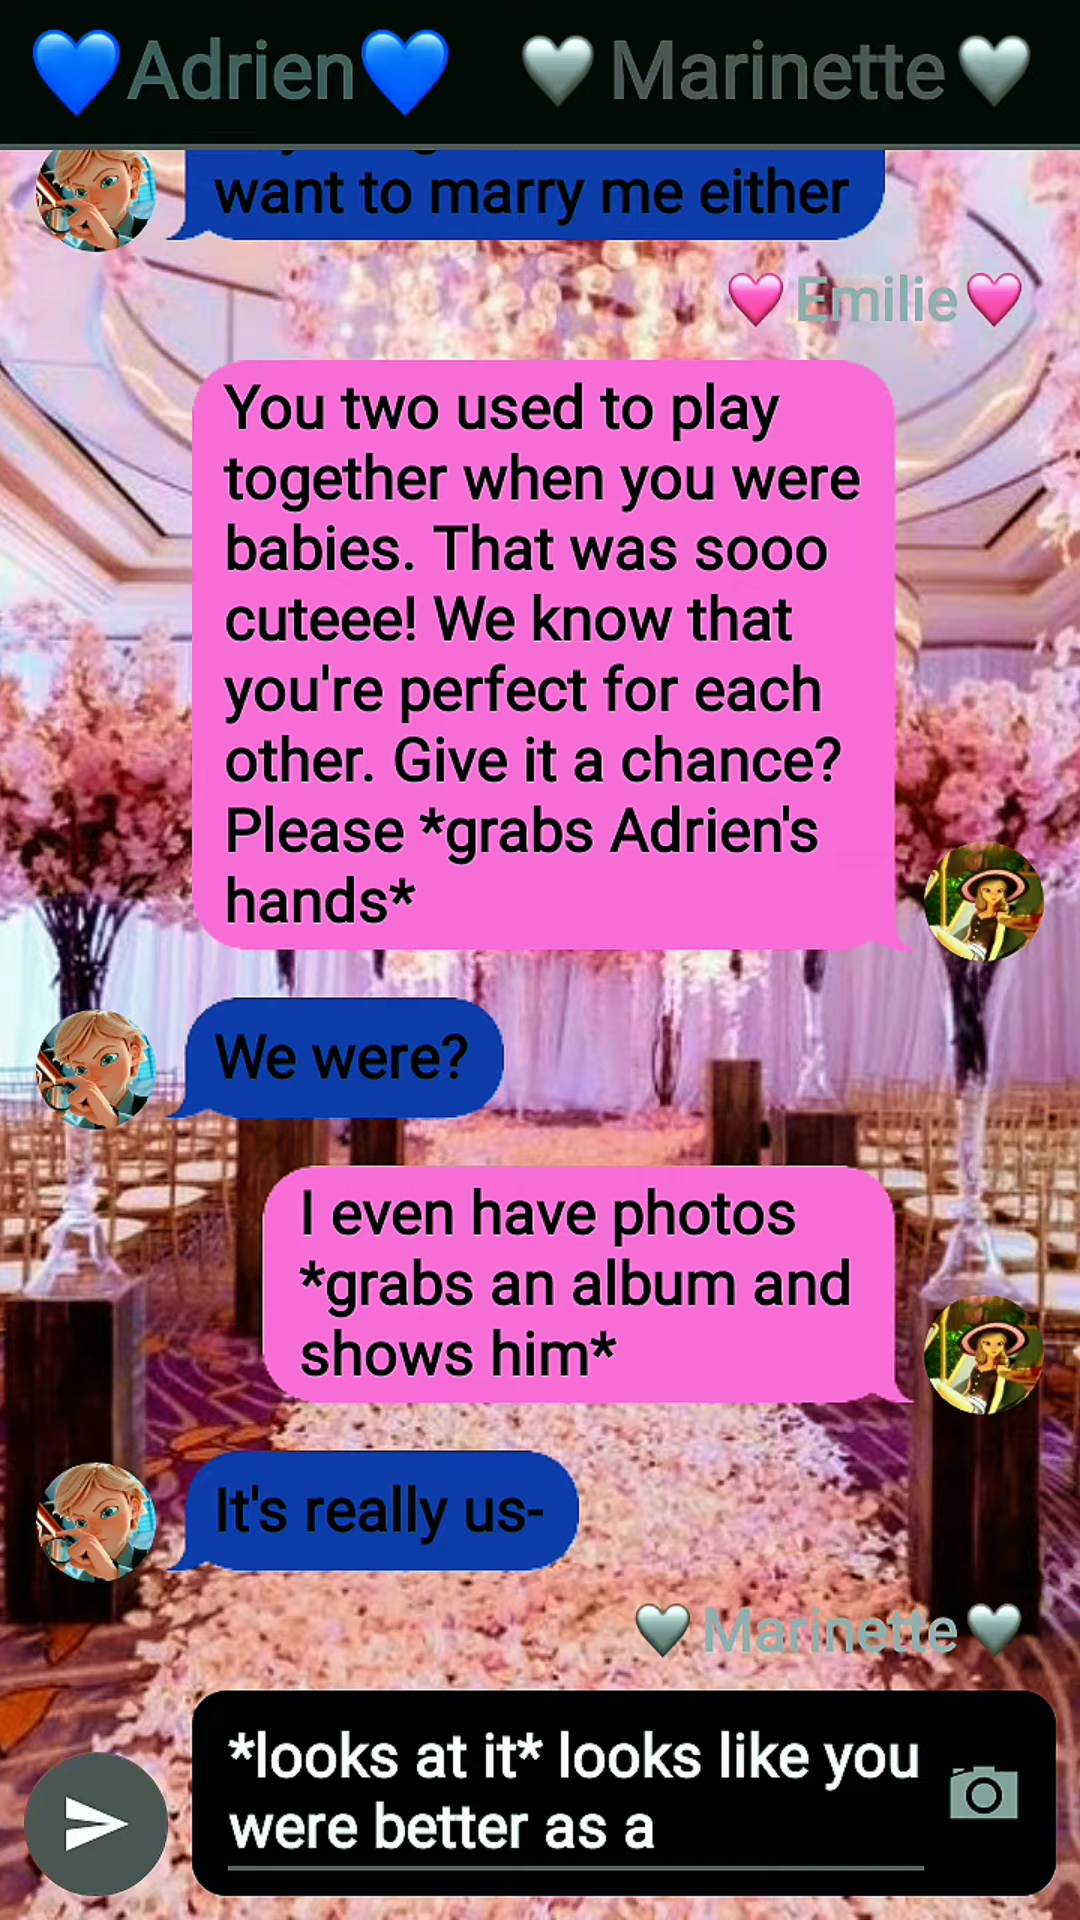 💙Adrien💙 🤍Marinette🤍
want to marry me either
🩷Emilie🩷
You two used to play
together when you were
babies. That was sooo
cuteee! We know that
you're perfect for each
other. Give it a chance?
Please *grabs Adrien's
hands*
We were?
I even have photos
*grabs an album and
shows him*
It's really us-
🤍Marinette🤍
*looks at it* looks like you
were better as a